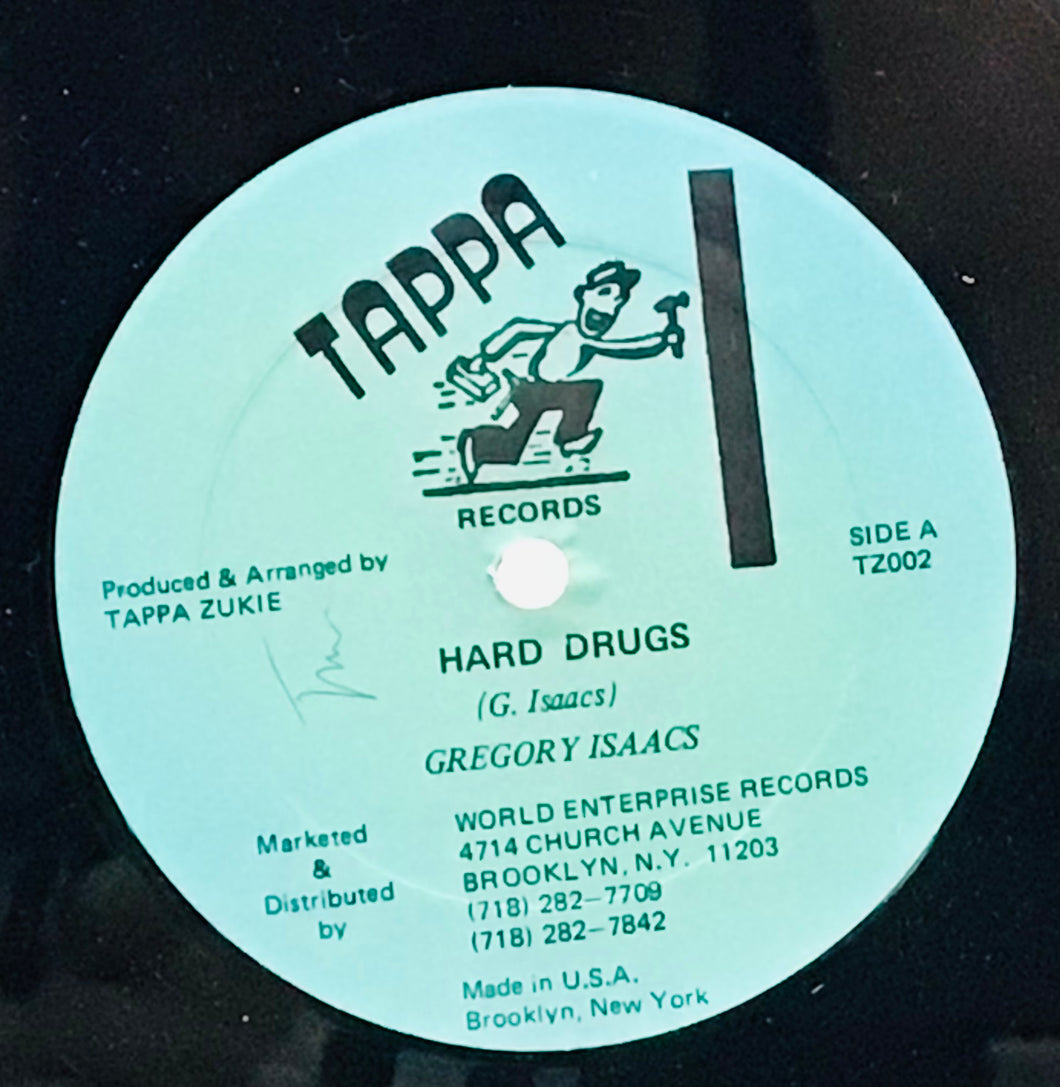 TAPPA
RECORDS
SIDE A
TZ002
Produced & Arranged by
TAPPA ZUKIE
HARD DRUGS
(G. Isaacs)
GREGORY ISAACS
Marketed
&
Distributed
by
WORLD ENTERPRISE RECORDS
4714 CHURCH AVENUE
BROOKLYN, N.Y. 11203
(718) 282-7709
(718) 282-7842
Made in U.S.A.
Brooklyn, New York